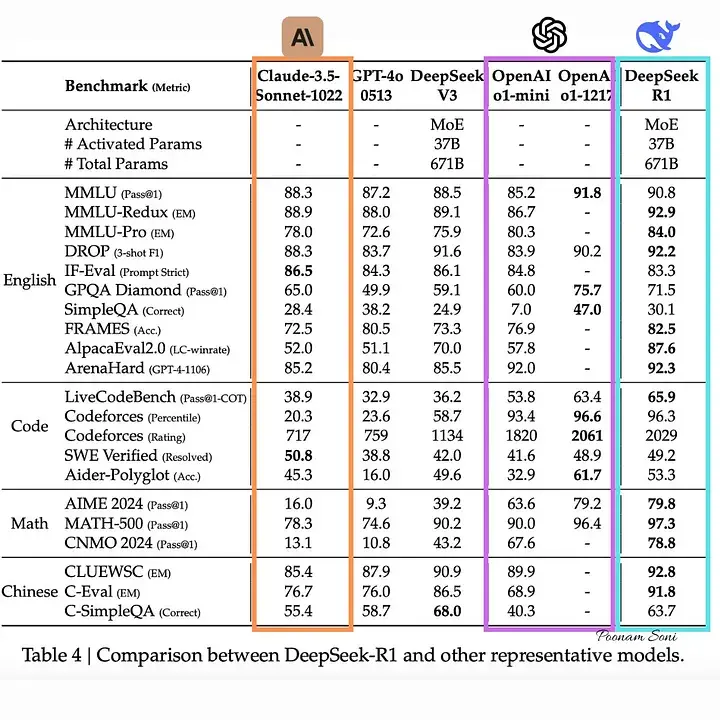 Benchmark (Metric) Claude-3.5-Sonnet-1022 GPT-4o 0513 DeepSeek V3 OpenAI o1-mini OpenA o1-1217 DeepSeek R1
Architecture - - MoE - - MoE
# Activated Params - - 37B - - 37B
# Total Params - - 671B - - 671B
English
MMLU (Pass@1) 88.3 87.2 88.5 85.2 91.8 90.8
MMLU-Redux (EM) 88.9 88.0 89.1 86.7 - 92.9
MMLU-Pro (EM) 78.0 72.6 75.9 80.3 - 84.0
DROP (3-shot F1) 88.3 83.7 91.6 83.9 90.2 92.2
IF-Eval (Prompt Strict) 86.5 84.3 86.1 84.8 - 83.3
GPQA Diamond (Pass@1) 65.0 49.9 59.1 60.0 75.7 71.5
SimpleQA (Correct) 28.4 38.2 24.9 7.0 47.0 30.1
FRAMES (Acc.) 72.5 80.5 73.3 76.9 - 82.5
AlpacaEval2.0 (LC-winrate) 52.0 51.1 70.0 57.8 - 87.6
ArenaHard (GPT-4-1106) 85.2 80.4 85.5 92.0 - 92.3
Code
LiveCodeBench (Pass@1-COT) 38.9 32.9 36.2 53.8 63.4 65.9
Codeforces (Percentile) 20.3 23.6 58.7 93.4 96.6 96.3
Codeforces (Rating) 717 759 1134 1820 2061 2029
SWE Verified (Resolved) 50.8 38.8 42.0 41.6 48.9 49.2
Aider-Polyglot (Acc.) 45.3 16.0 49.6 32.9 61.7 53.3
Math
AIME 2024 (Pass@1) 16.0 9.3 39.2 63.6 79.2 79.8
MATH-500 (Pass@1) 78.3 74.6 90.2 90.0 96.4 97.3
CNMO 2024 (Pass@1) 13.1 10.8 43.2 67.6 - 78.8
Chinese
CLUEWSC (EM) 85.4 87.9 90.9 89.9 - 92.8
C-Eval (EM) 76.7 76.0 86.5 68.9 - 91.8
C-SimpleQA (Correct) 55.4 58.7 68.0 40.3 - 63.7
Poonam Soni
Table 4 | Comparison between DeepSeek-R1 and other representative models.